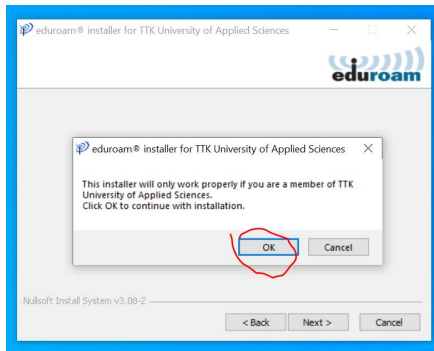 eduroam® installer for TTK University of Applied Sciences
eduroam
eduroam® installer for TTK University of Applied Sciences
This installer will only work properly if you are a member of TTK
University of Applied Sciences.
Click OK to continue with installation.
OK Cancel
Nullsoft Install System v3.08-2
< Back Next > Cancel